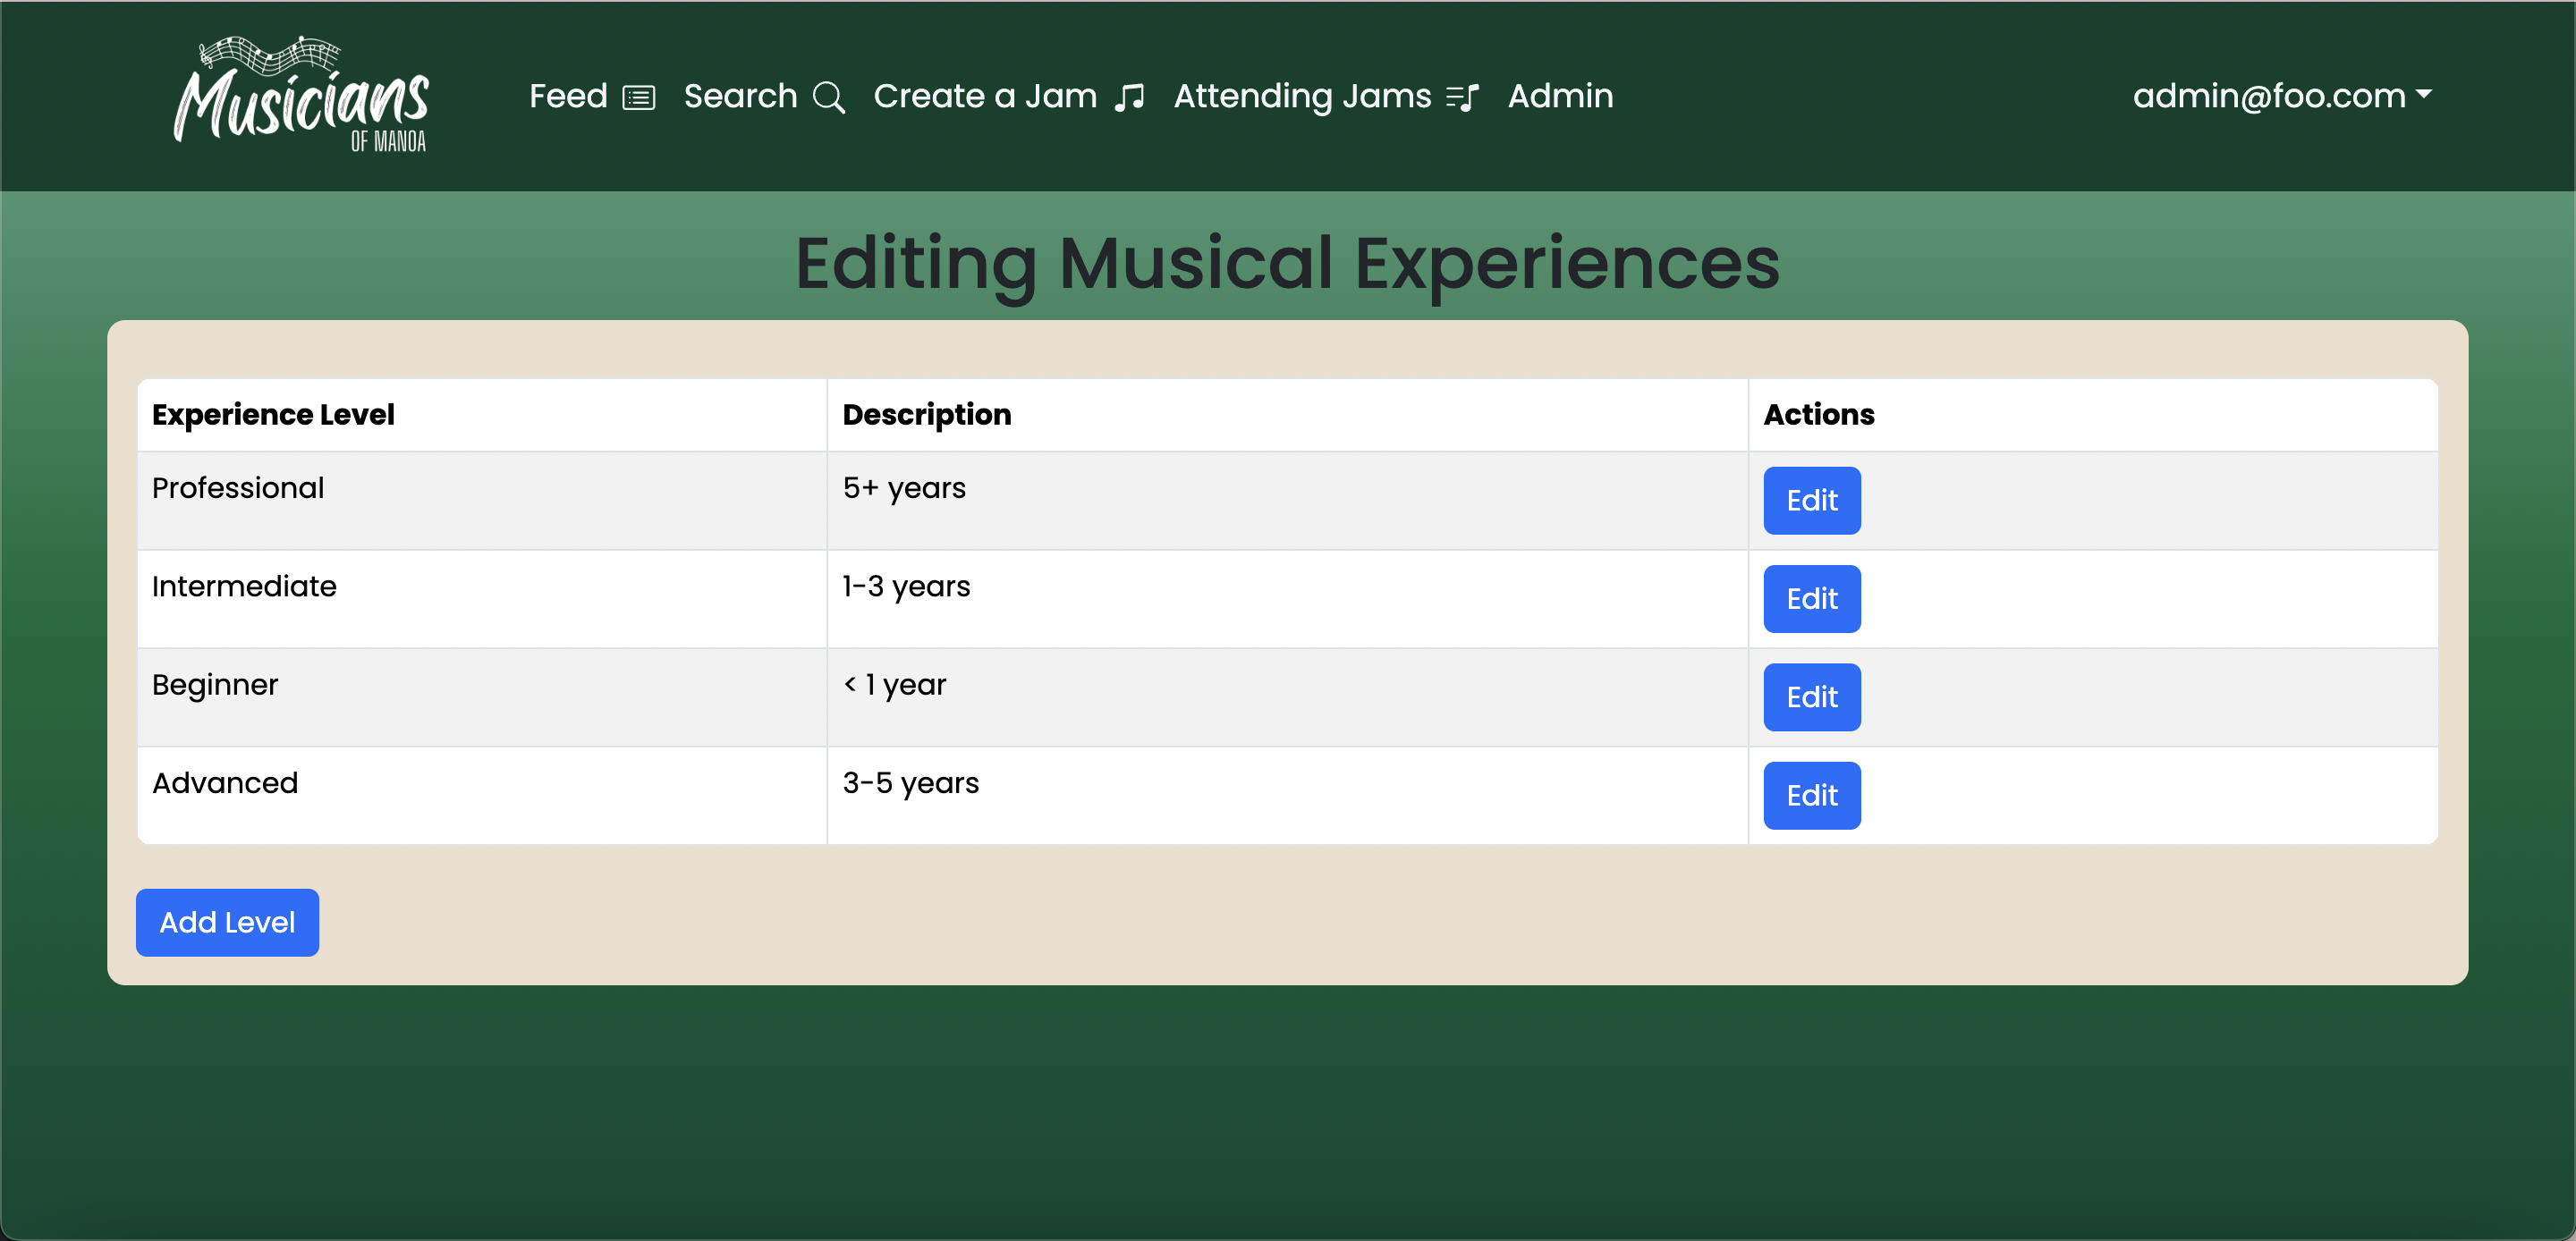 Musicians
OF MANOA
Feed Search Create a Jam Attending Jams Admin admin@foo.com
Editing Musical Experiences
Experience Level Description Actions
Professional 5+ years Edit
Intermediate 1-3 years Edit
Beginner < 1 year Edit
Advanced 3-5 years Edit
Add Level